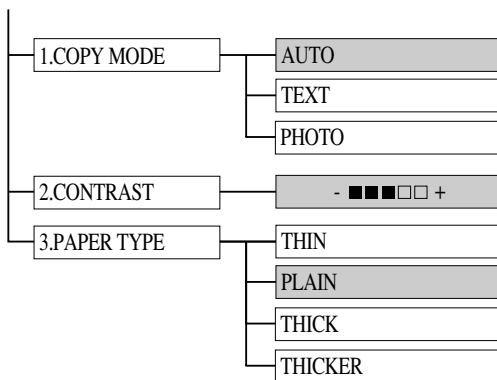 1.COPY MODE
AUTO
TEXT
PHOTO
2.CONTRAST
- ■■■□□ +
3.PAPER TYPE
THIN
PLAIN
THICK
THICKER